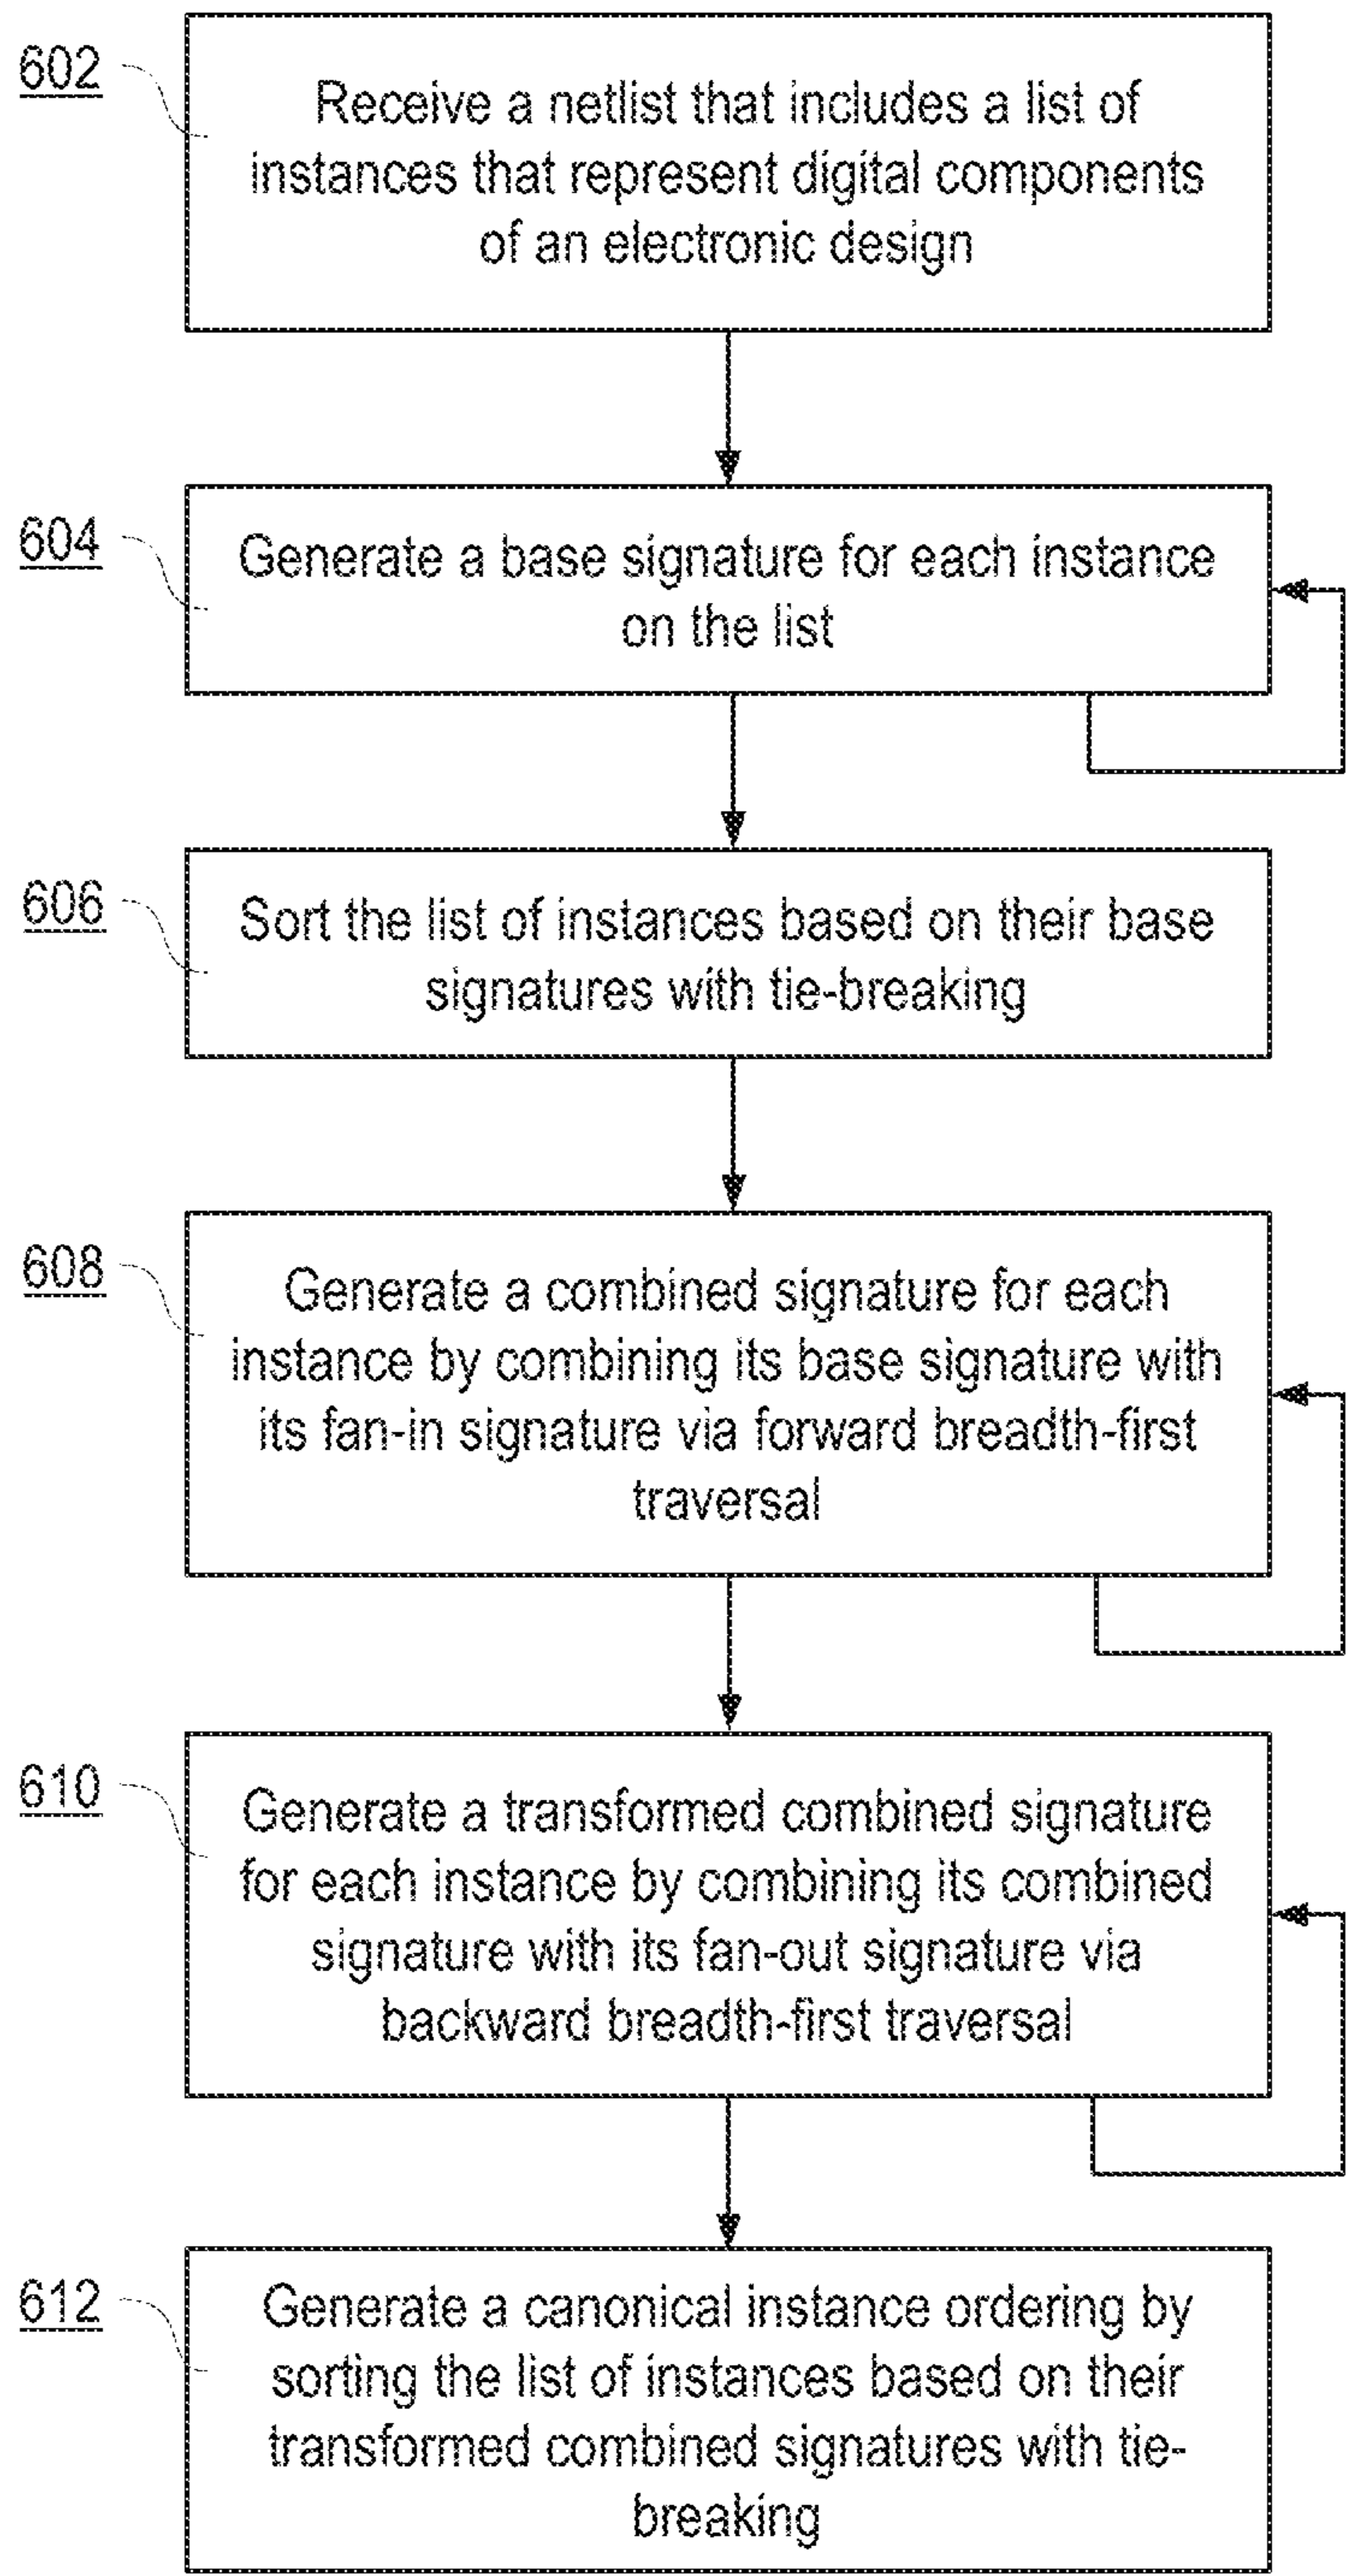 602
Receive a netlist that includes a list of
instances that represent digital components
of an electronic design
604
Generate a base signature for each instance
on the list
606
Sort the list of instances based on their base
signatures with tie-breaking
608
Generate a combined signature for each
instance by combining its base signature with
its fan-in signature via forward breadth-first
traversal
610
Generate a transformed combined signature
for each instance by combining its combined
signature with its fan-out signature via
backward breadth-first traversal
612
Generate a canonical instance ordering by
sorting the list of instances based on their
transformed combined signatures with tie-
breaking